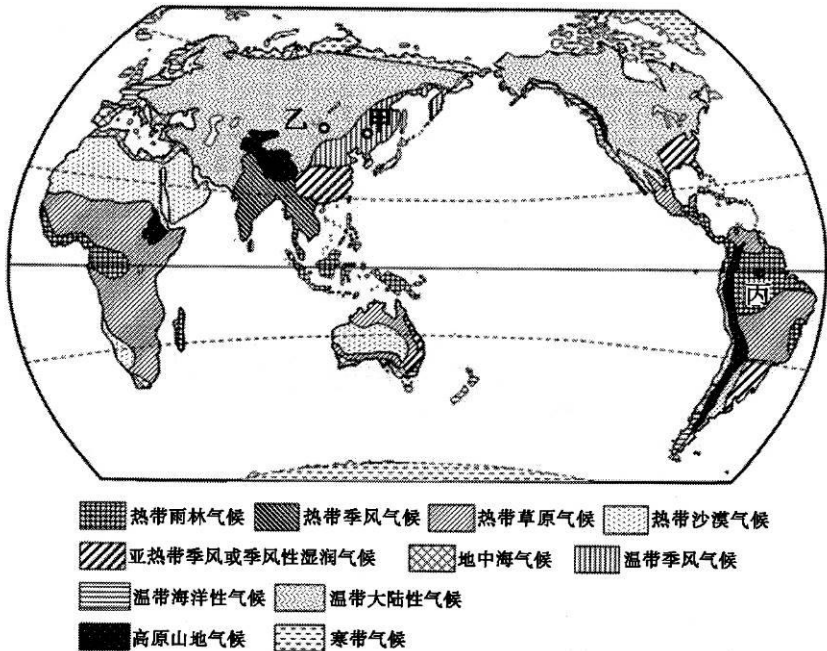 乙 甲
丙
热带雨林气候 热带季风气候 热带草原气候 热带沙漠气候
亚热带季风或季风性湿润气候 地中海气候 温带季风气候
温带海洋性气候 温带大陆性气候
高原山地气候 寒带气候